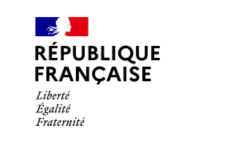 RÉPUBLIQUE
FRANÇAISE
Liberté
Égalité
Fraternité